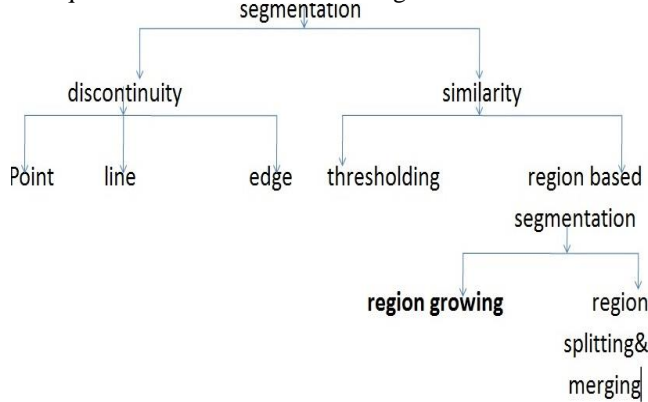 segmentation
discontinuity similarity
Point line edge thresholding region based
segmentation
region growing region
splitting&
merging